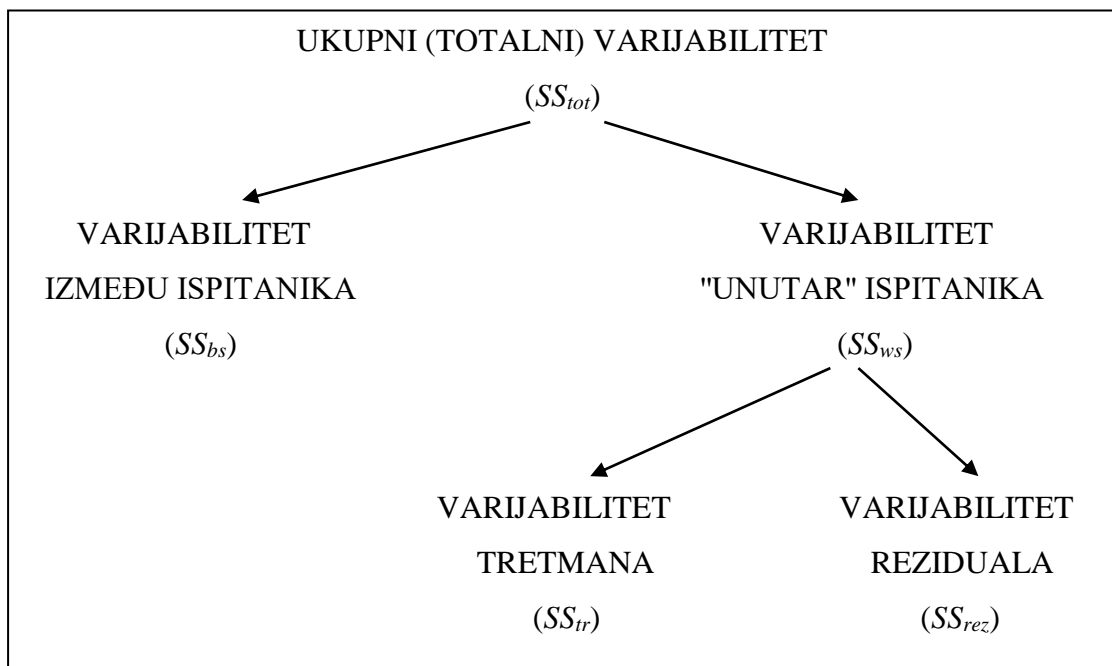 UKUPNI (TOTALNI) VARIJABILITET
(SStot)
VARIJABILITET
IZMEĐU ISPITANIKA
(SSbs)
VARIJABILITET
"UNUTAR" ISPITANIKA
(SSws)
VARIJABILITET
TRETMANA
(SStr)
VARIJABILITET
REZIDUALA
(SSrez)